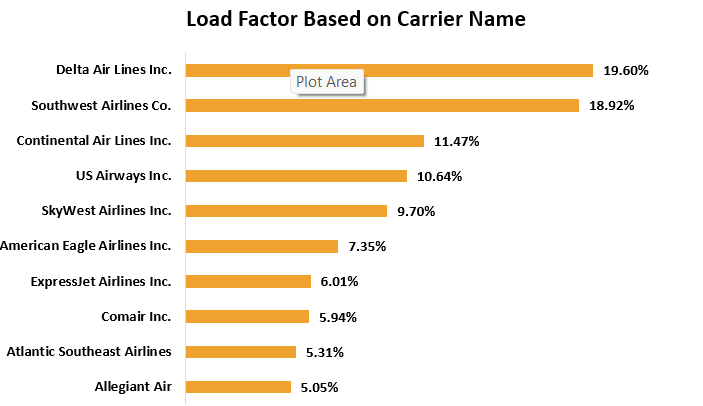 Load Factor Based on Carrier Name
Delta Air Lines Inc. 19.60%
Plot Area
Southwest Airlines Co. 18.92%
Continental Air Lines Inc. 11.47%
US Airways Inc. 10.64%
SkyWest Airlines Inc. 9.70%
American Eagle Airlines Inc. 7.35%
ExpressJet Airlines Inc. 6.01%
Comair Inc. 5.94%
Atlantic Southeast Airlines 5.31%
Allegiant Air 5.05%